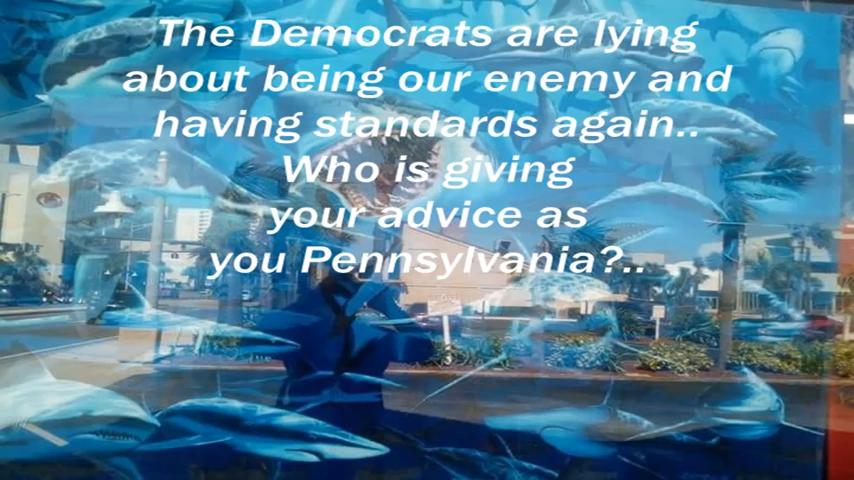 The Democrats are lying
about being our enemy and
having standards again..
Who is giving
your advice as
you Pennsylvania?..